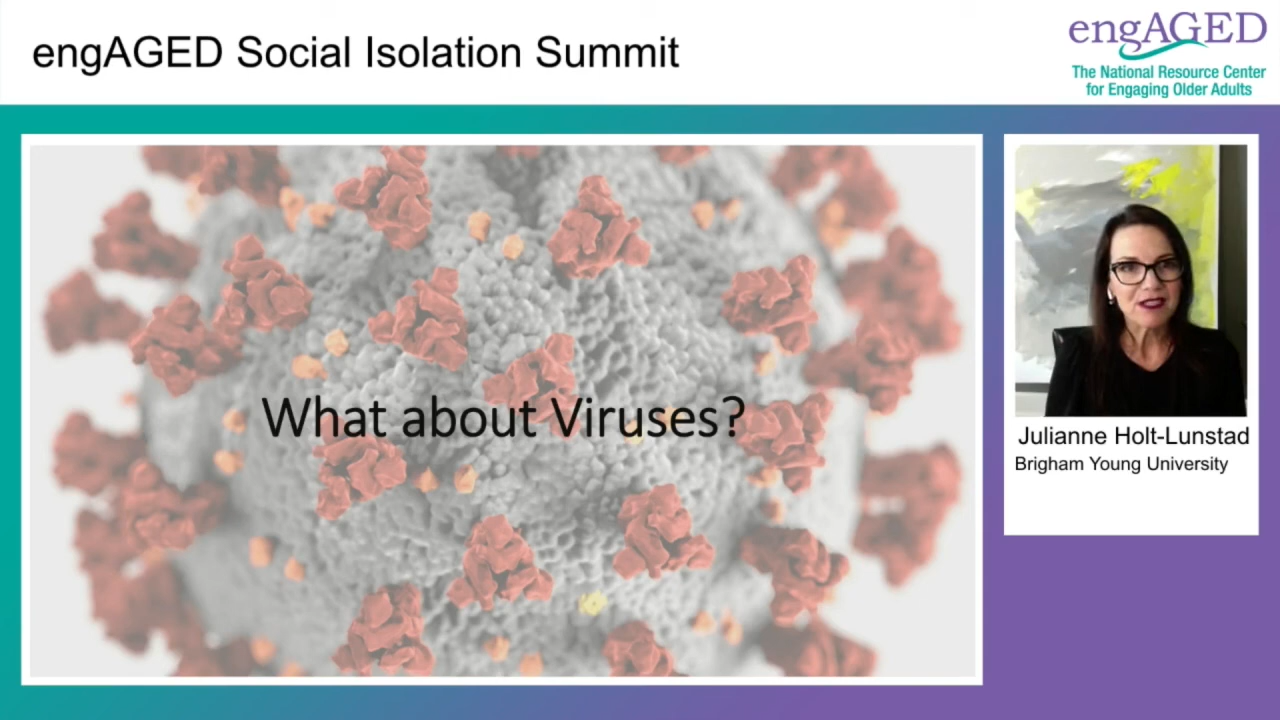 engAGED Social Isolation Summit
engAGED
The National Resource Center
for Engaging Older Adults
What about Viruses?
Julianne Holt-Lunstad
Brigham Young University